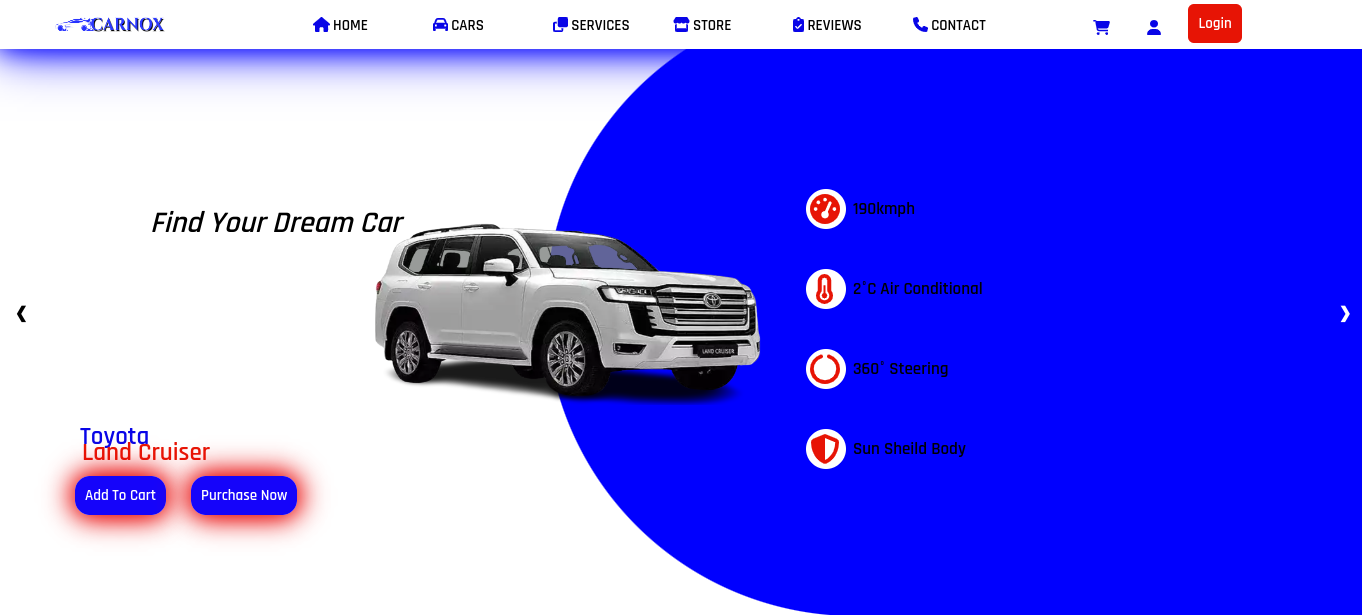 CARNOX
HOME
CARS
SERVICES
STORE
REVIEWS
CONTACT
Login
Find Your Dream Car
190kmph
2°C Air Conditional
360° Steering
Sun Sheild Body
LAND CRUISER
Toyota
Land Cruiser
Add To Cart
Purchase Now